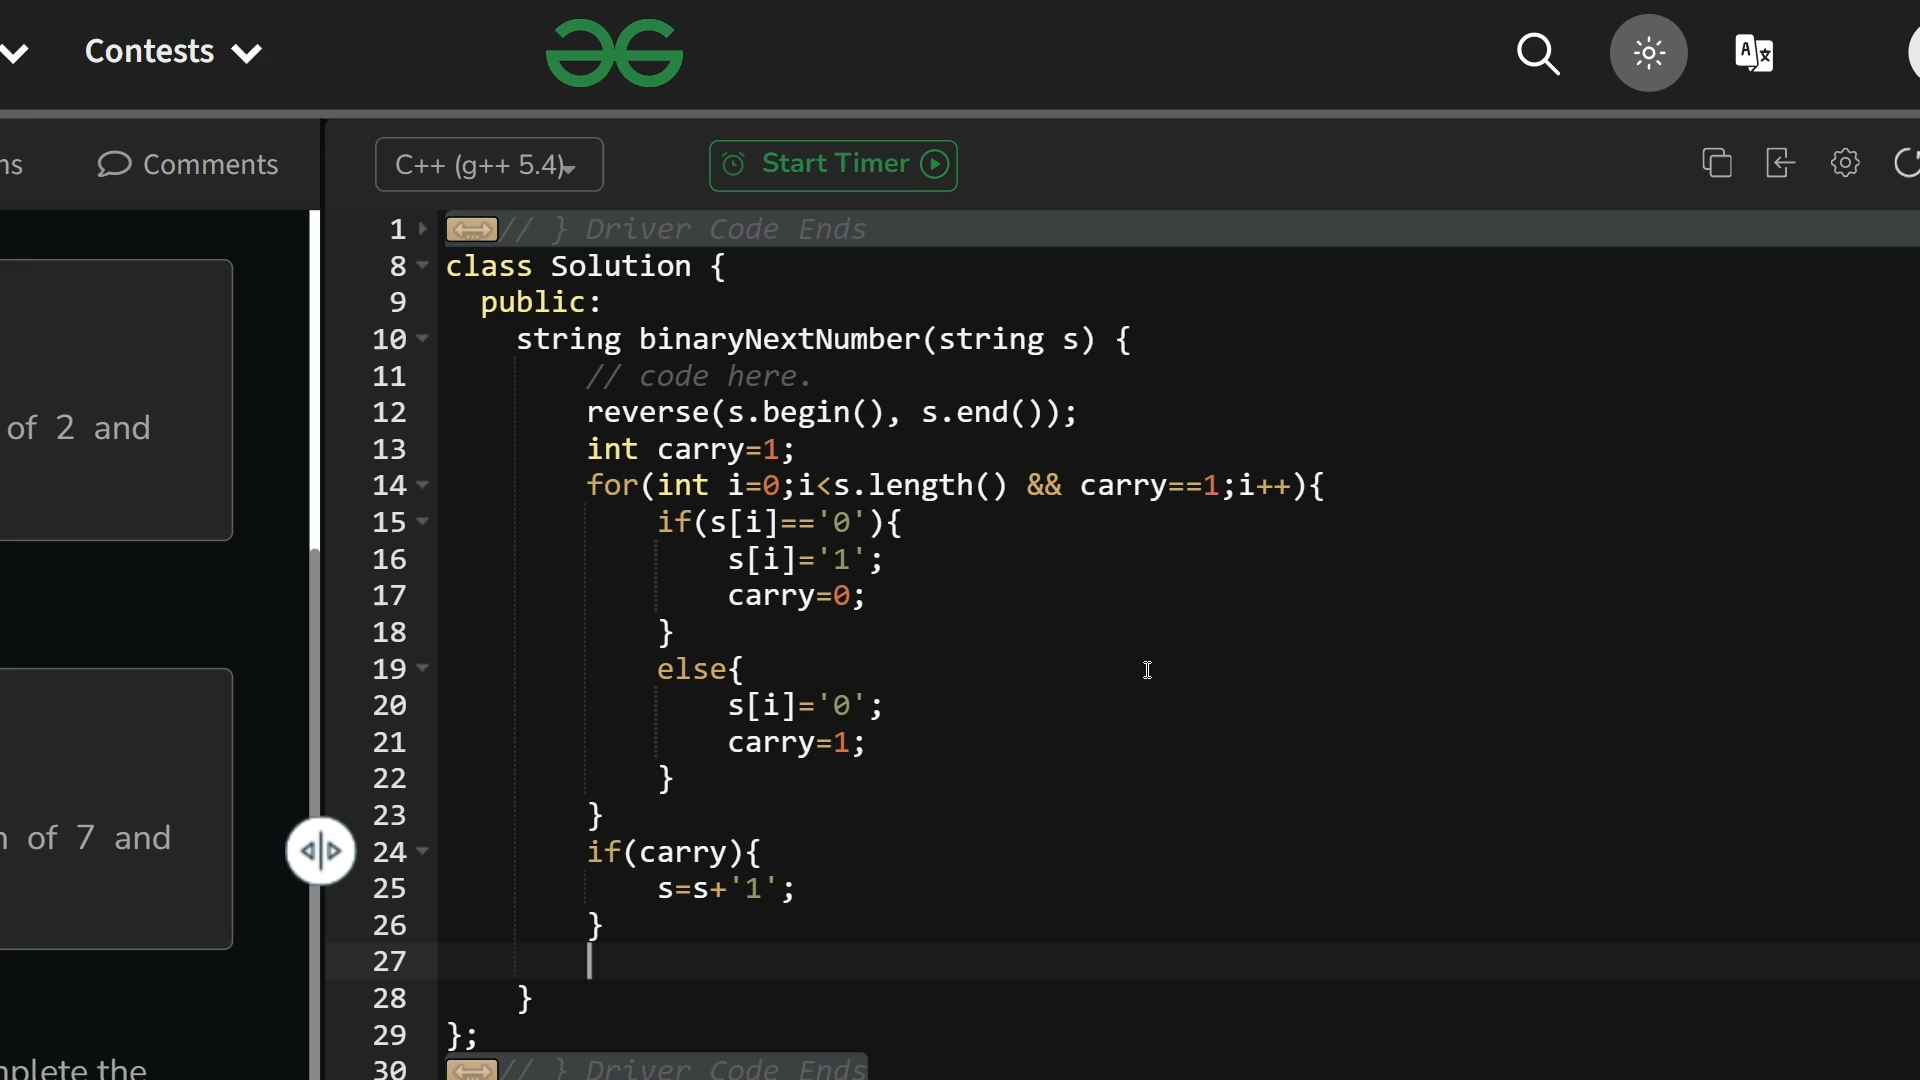 Contests
ns
Comments
C++ (g++ 5.4)
Start Timer
1 // } Driver Code Ends
8 class Solution {
9 public:
10 string binaryNextNumber(string s) {
11 // code here.
12 reverse(s.begin(), s.end());
13 int carry=1;
14 for(int i=0;i<s.length() && carry==1;i++){
15 if(s[i]=='0'){
16 s[i]='1';
17 carry=0;
18 }
19 else{
20 s[i]='0';
21 carry=1;
22 }
23 }
24 if(carry){
25 s=s+'1';
26 }
27
28 }
29 };
30 // } Driver Code Ends
of 2 and
of 7 and
mplete the